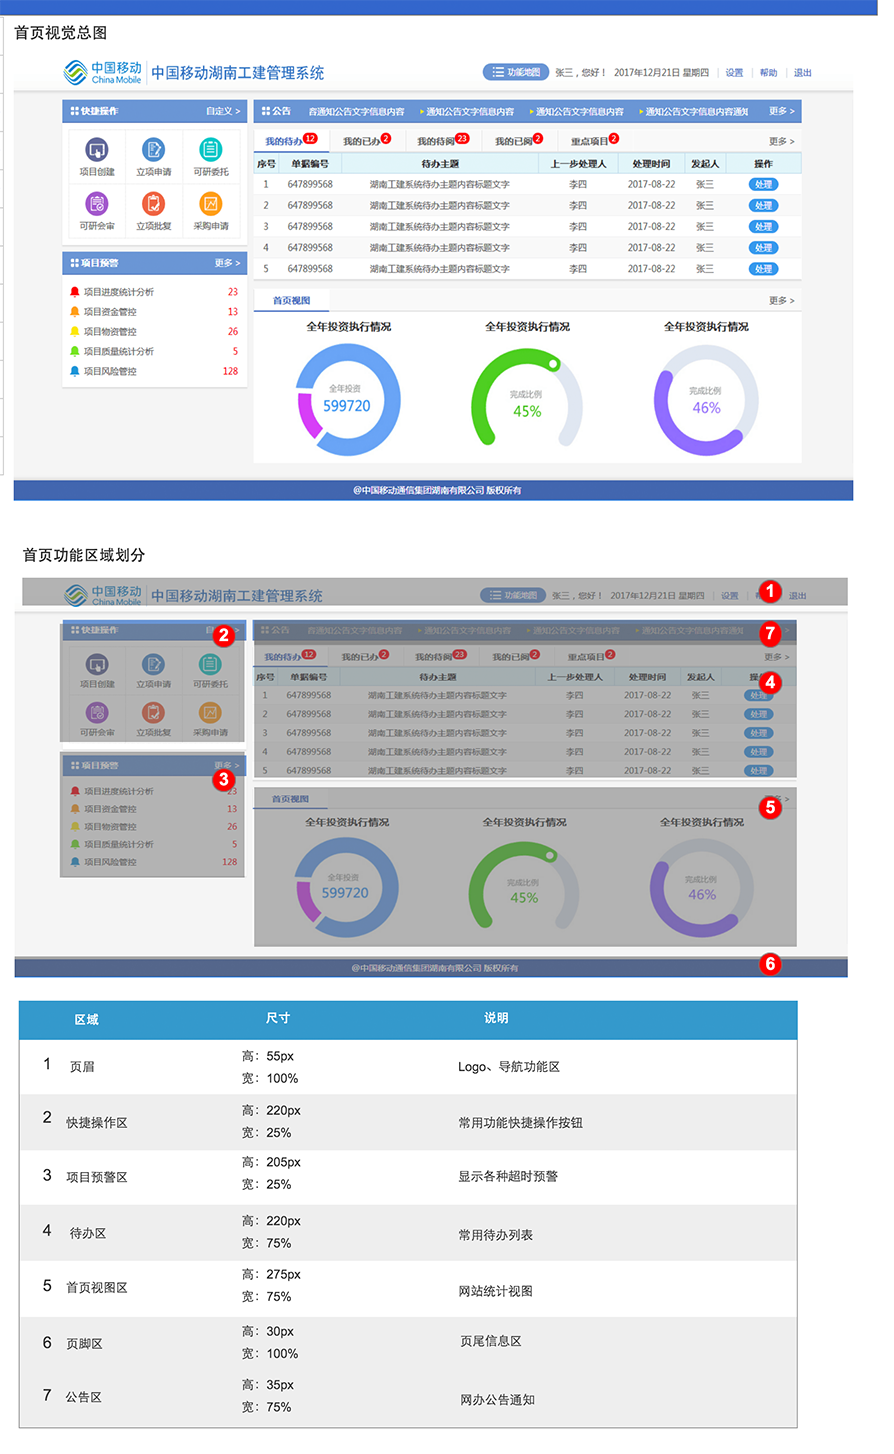 首页视觉总图
中国移动 China Mobile 中国移动湖南工建管理系统 功能地图 张三，您好！ 2017年12月21日 星期四 设置 帮助 退出
快捷操作 自定义 >
项目创建 立项申请 可研委托
可研会审 立项批复 采购申请
项目预警 更多 >
项目进度统计分析 23
项目资金管控 13
项目物资管控 26
项目质量统计分析 5
项目风险管控 128
公告 音通知公告文字信息内容 通知公告文字信息内容 通知公告文字信息内容 通知公告文字信息内容通知 更多 >
我的待办 12 我的已办 2 我的待阅 23 我的已阅 2 重点项目 2 更多 >
序号 单据编号 待办主题 上一步处理人 处理时间 发起人 操作
1 647899568 湖南工建系统待办主题内容标题文字 李四 2017-08-22 张三 处理
2 647899568 湖南工建系统待办主题内容标题文字 李四 2017-08-22 张三 处理
3 647899568 湖南工建系统待办主题内容标题文字 李四 2017-08-22 张三 处理
4 647899568 湖南工建系统待办主题内容标题文字 李四 2017-08-22 张三 处理
5 647899568 湖南工建系统待办主题内容标题文字 李四 2017-08-22 张三 处理
首页视图 更多 >
全年投资执行情况 全年投资执行情况 全年投资执行情况
全年投资 完成比例 完成比例
599720 45% 46%
@中国移动通信集团湖南有限公司 版权所有
首页功能区域划分
中国移动 China Mobile 中国移动湖南工建管理系统 功能地图 张三，您好！ 2017年12月21日 星期四 设置 1 退出
快捷操作 2
项目创建 立项申请 可研委托
可研会审 立项批复 采购申请
项目预警 更多 >
3
项目进度统计分析 23
项目资金管控 13
项目物资管控 26
项目质量统计分析 5
项目风险管控 128
公告 音通知公告文字信息内容 通知公告文字信息内容 通知公告文字信息内容 通知公告文字信息内容通知 7
我的待办 12 我的已办 2 我的待阅 23 我的已阅 2 重点项目 2 更多 >
序号 单据编号 待办主题 上一步处理人 处理时间 发起人 4
1 647899568 湖南工建系统待办主题内容标题文字 李四 2017-08-22 张三 处理
2 647899568 湖南工建系统待办主题内容标题文字 李四 2017-08-22 张三 处理
3 647899568 湖南工建系统待办主题内容标题文字 李四 2017-08-22 张三 处理
4 647899568 湖南工建系统待办主题内容标题文字 李四 2017-08-22 张三 处理
5 647899568 湖南工建系统待办主题内容标题文字 李四 2017-08-22 张三 处理
首页视图 5
全年投资执行情况 全年投资执行情况 全年投资执行情况
全年投资 完成比例 完成比例
599720 45% 46%
@中国移动通信集团湖南有限公司 版权所有 6
区域 尺寸 说明
1 页眉 高：55px 宽：100% Logo、导航功能区
2 快捷操作区 高：220px 宽：25% 常用功能快捷操作按钮
3 项目预警区 高：205px 宽：25% 显示各种超时预警
4 待办区 高：220px 宽：75% 常用待办列表
5 首页视图区 高：275px 宽：75% 网站统计视图
6 页脚区 高：30px 宽：100% 页尾信息区
7 公告区 高：35px 宽：75% 网办公告通知